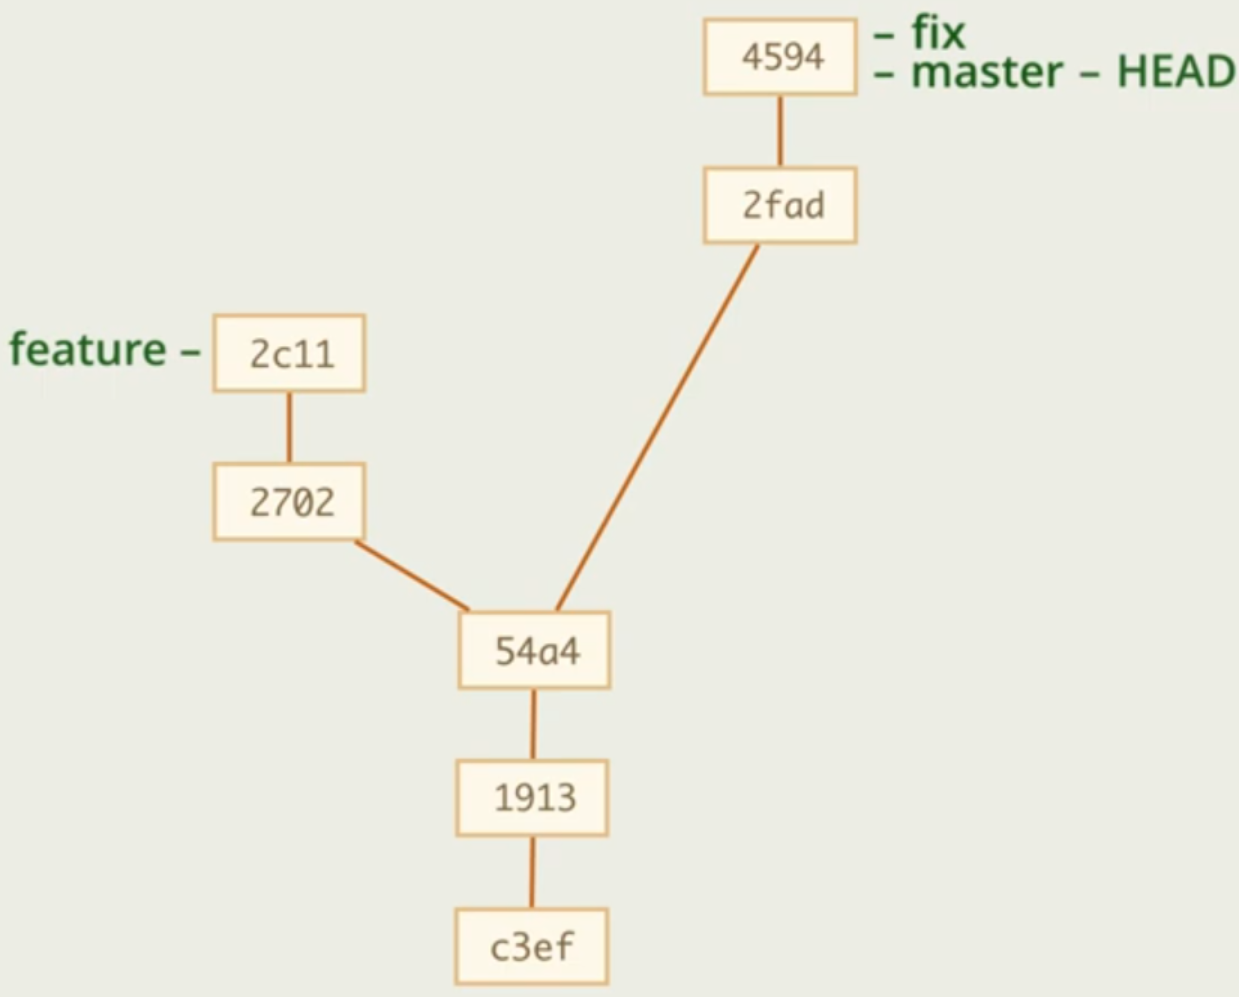 4594
– fix
– master – HEAD
2fad
feature –
2c11
2702
54a4
1913
c3ef